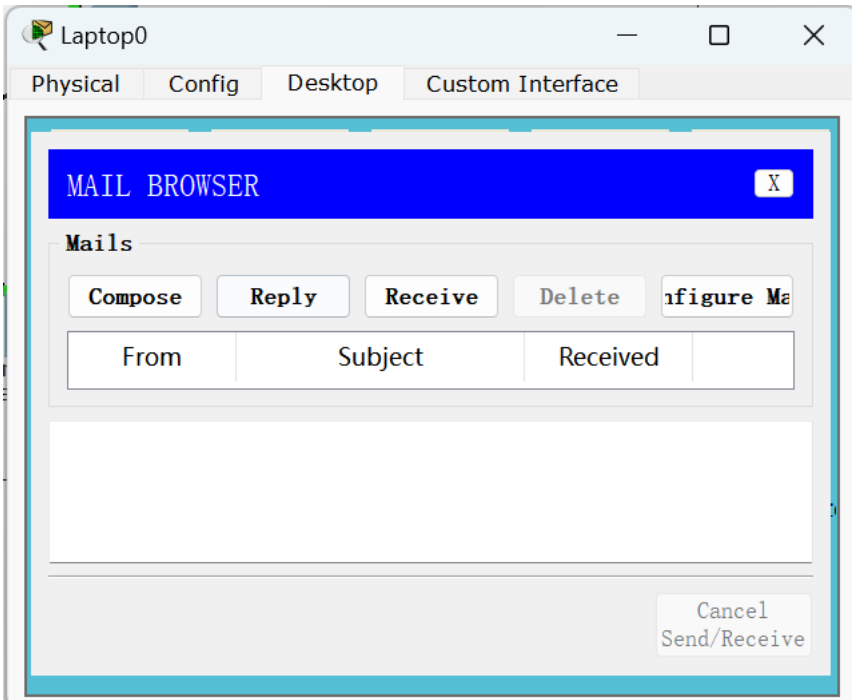 Laptop0
Physical Config Desktop Custom Interface
MAIL BROWSER X
Mails
Compose Reply Receive Delete nfigure Ma
From Subject Received
Cancel
Send/Receive